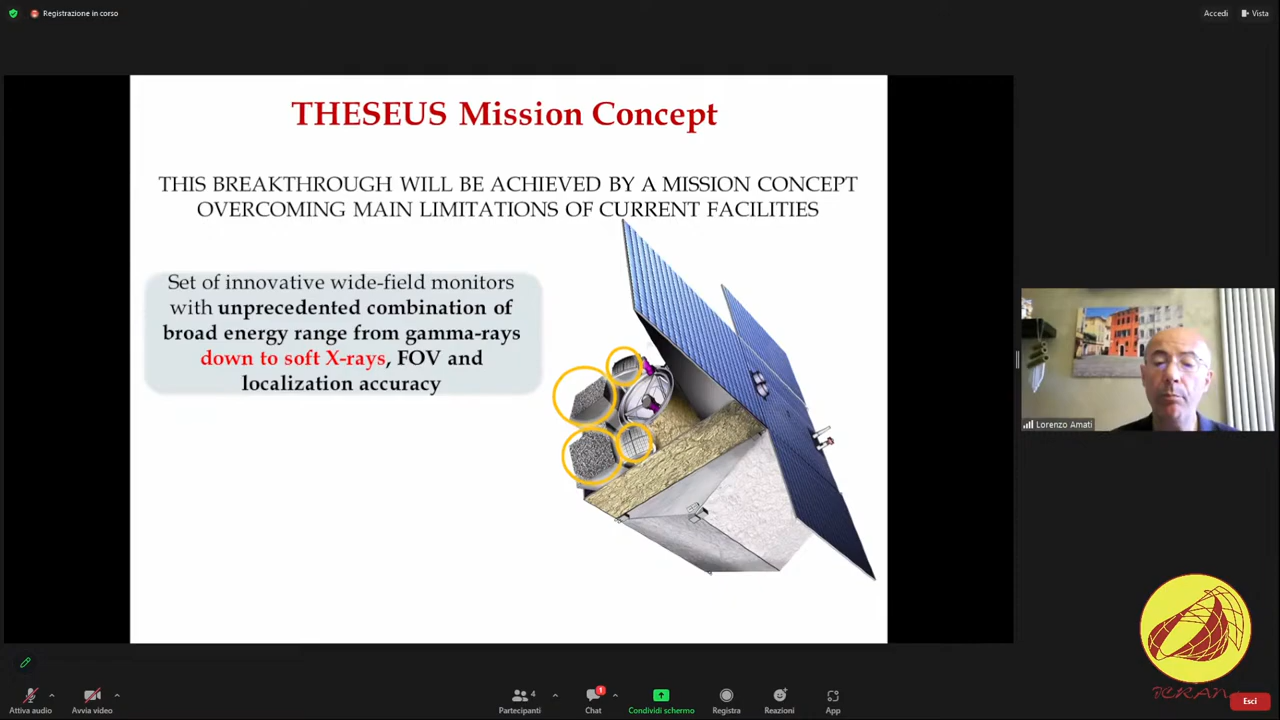 Registrazione in corso
Accedi
Vista
THESEUS Mission Concept
THIS BREAKTHROUGH WILL BE ACHIEVED BY A MISSION CONCEPT
OVERCOMING MAIN LIMITATIONS OF CURRENT FACILITIES
Set of innovative wide-field monitors
with unprecedented combination of
broad energy range from gamma-rays
down to soft X-rays, FOV and
localization accuracy
Lorenzo Amati
Attiva audio
Avvia video
Partecipanti
4
Chat
1
Condividi schermo
Registra
Reazioni
App
ICRANet
Esci